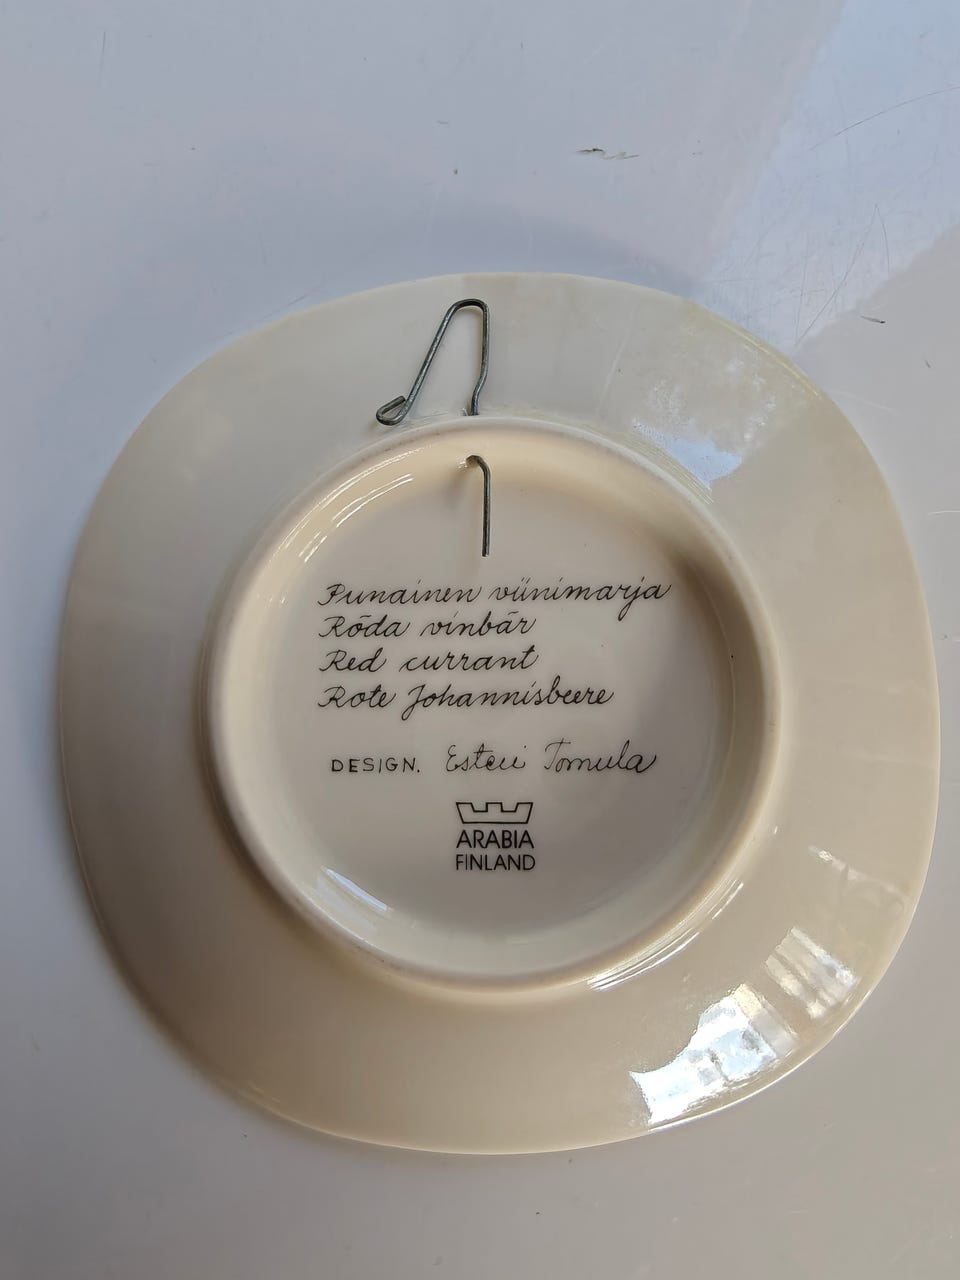 Punainen viinimarja
Röda vinbär
Red currant
Rote Johannisbeere
DESIGN. Esteri Tomula
ARABIA
FINLAND